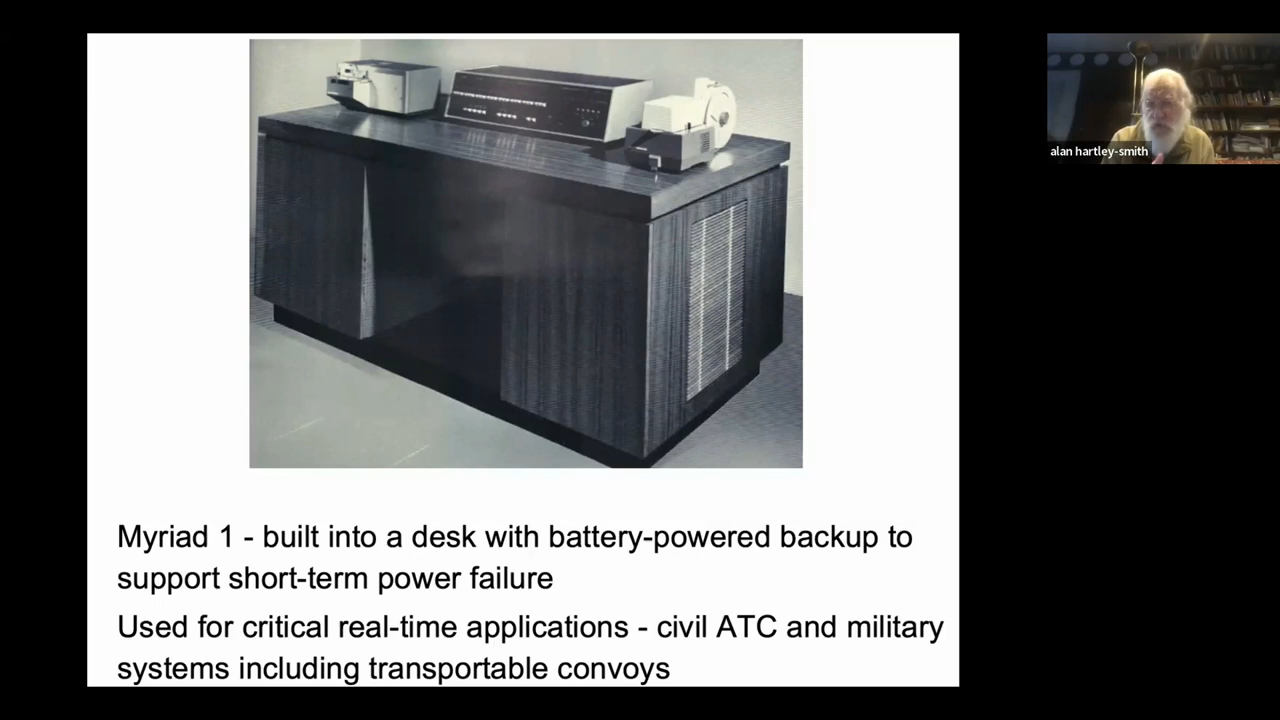 alan hartley-smith
Myriad 1 - built into a desk with battery-powered backup to
support short-term power failure
Used for critical real-time applications - civil ATC and military
systems including transportable convoys